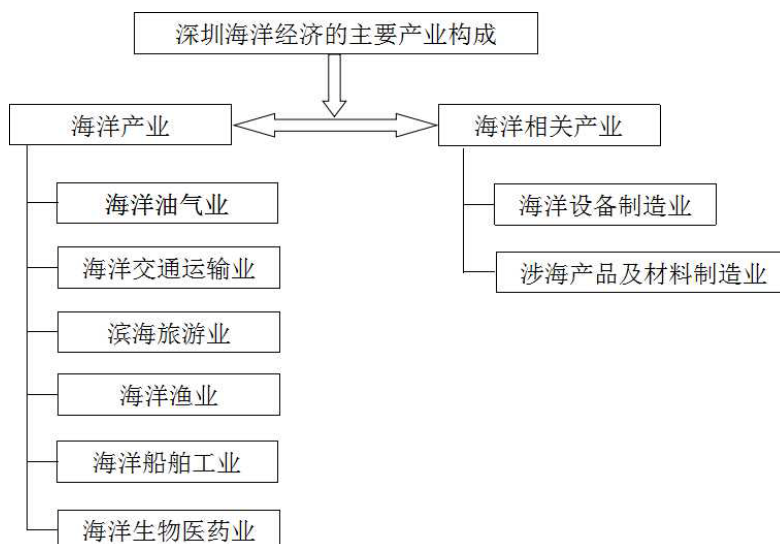 深圳海洋经济的主要产业构成
海洋产业
海洋相关产业
海洋油气业
海洋交通运输业
滨海旅游业
海洋渔业
海洋船舶工业
海洋生物医药业
海洋设备制造业
涉海产品及材料制造业